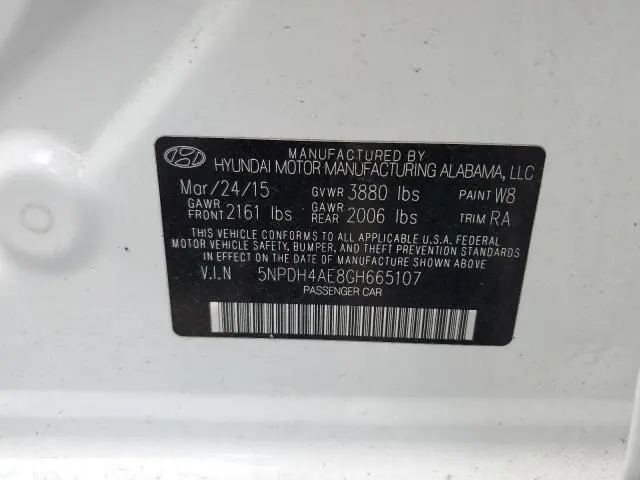 MANUFACTURED BY
HYUNDAI MOTOR MANUFACTURING ALABAMA, LLC
Mar/24/15 GVWR 3880 lbs PAINT W8
GAWR FRONT 2161 lbs GAWR REAR 2006 lbs TRIM RA
THIS VEHICLE CONFORMS TO ALL APPLICABLE U.S.A. FEDERAL
MOTOR VEHICLE SAFETY, BUMPER, AND THEFT PREVENTION STANDARDS
IN EFFECT ON THE DATE OF MANUFACTURE SHOWN ABOVE.
V.I.N 5NPDH4AE8GH665107
PASSENGER CAR